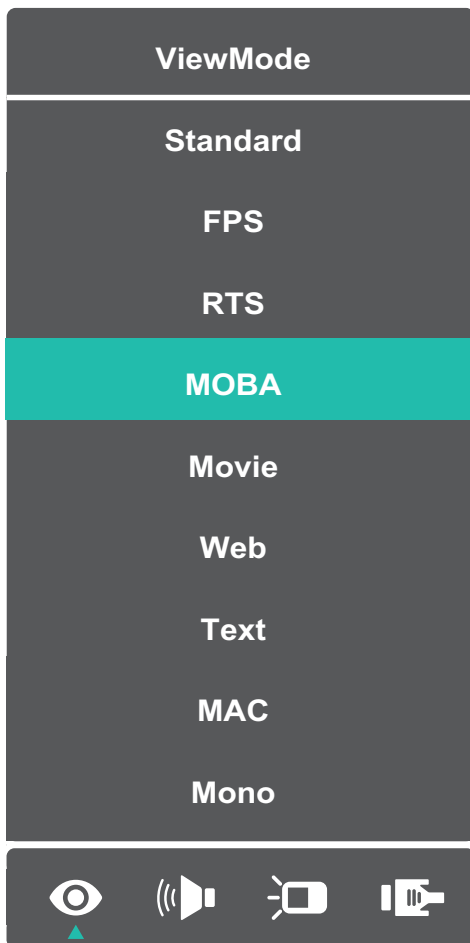 ViewMode
Standard
FPS
RTS
MOBA
Movie
Web
Text
MAC
Mono